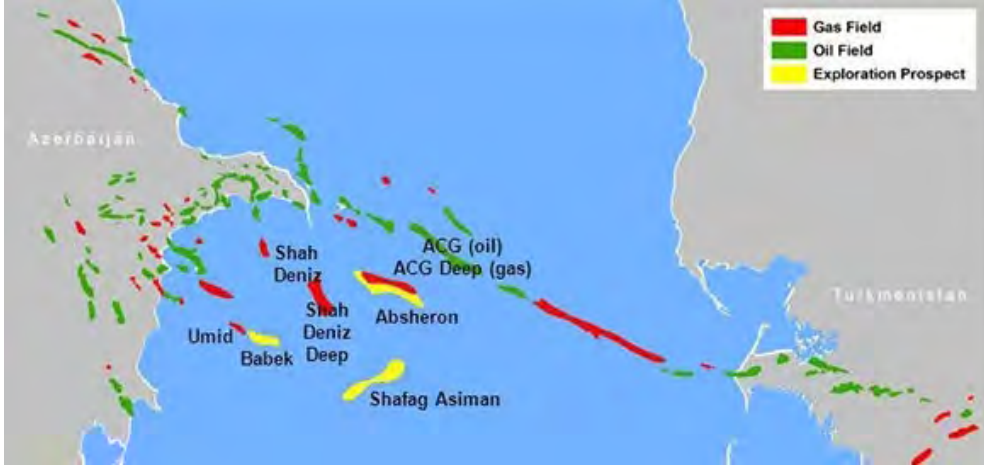 Gas Field
Oil Field
Exploration Prospect
Azerbaijan
ACG (oil)
Shah
Deniz
ACG Deep (gas)
Turkmenistan
Shah
Deniz
Deep
Absheron
Umid
Babek
Shafag Asiman